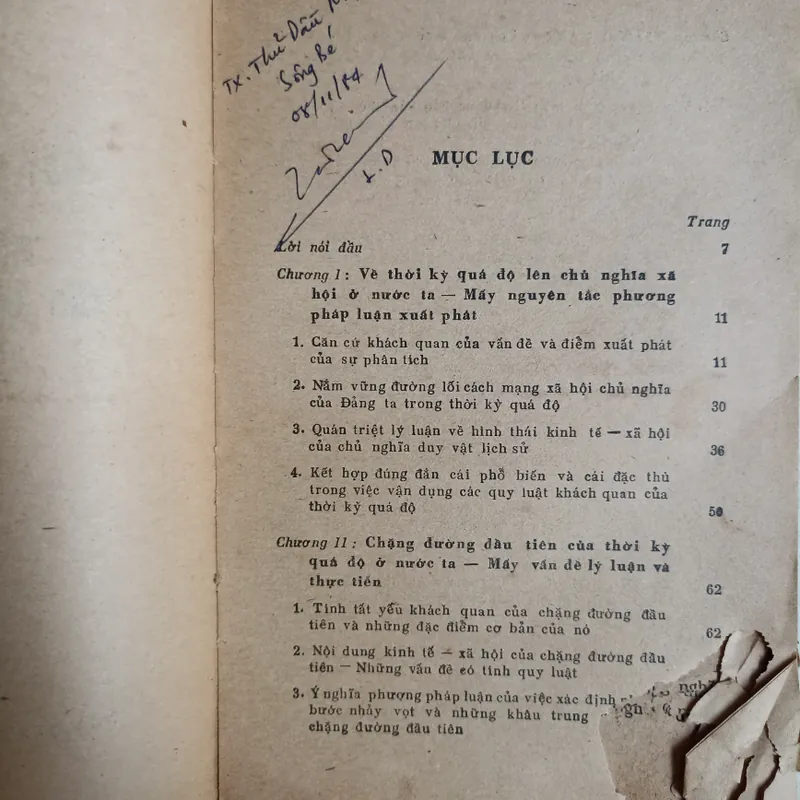 Tx. Thủ Dầu M
Sông Bé
08/11/84
L.D
MỤC LỤC
Trang
Lời nói đầu 7
Chương I : Về thời kỳ quá độ lên chủ nghĩa xã
hội ở nước ta — Mấy nguyên tắc phương
pháp luận xuất phát 11
1. Căn cứ khách quan của vấn đề và điểm xuất phát
của sự phân tích 11
2. Nắm vững đường lối cách mạng xã hội chủ nghĩa
của Đảng ta trong thời kỳ quá độ 30
3. Quán triệt lý luận về hình thái kinh tế — xã hội
của chủ nghĩa duy vật lịch sử 36
4. Kết hợp đúng đắn cái phổ biến và cái đặc thù
trong việc vận dụng các quy luật khách quan của
thời kỳ quá độ 50
Chương II : Chặng đường đầu tiên của thời kỳ
quá độ ở nước ta — Mấy vấn đề lý luận và
thực tiễn 62
1. Tính tất yếu khách quan của chặng đường đầu
tiên và những đặc điểm cơ bản của nó 62
2. Nội dung kinh tế — xã hội của chặng đường đầu
tiên — Những vấn đề có tính quy luật
3. Ý nghĩa phương pháp luận của việc xác định
bước nhảy vọt và những khâu trung
chặng đường đầu tiên